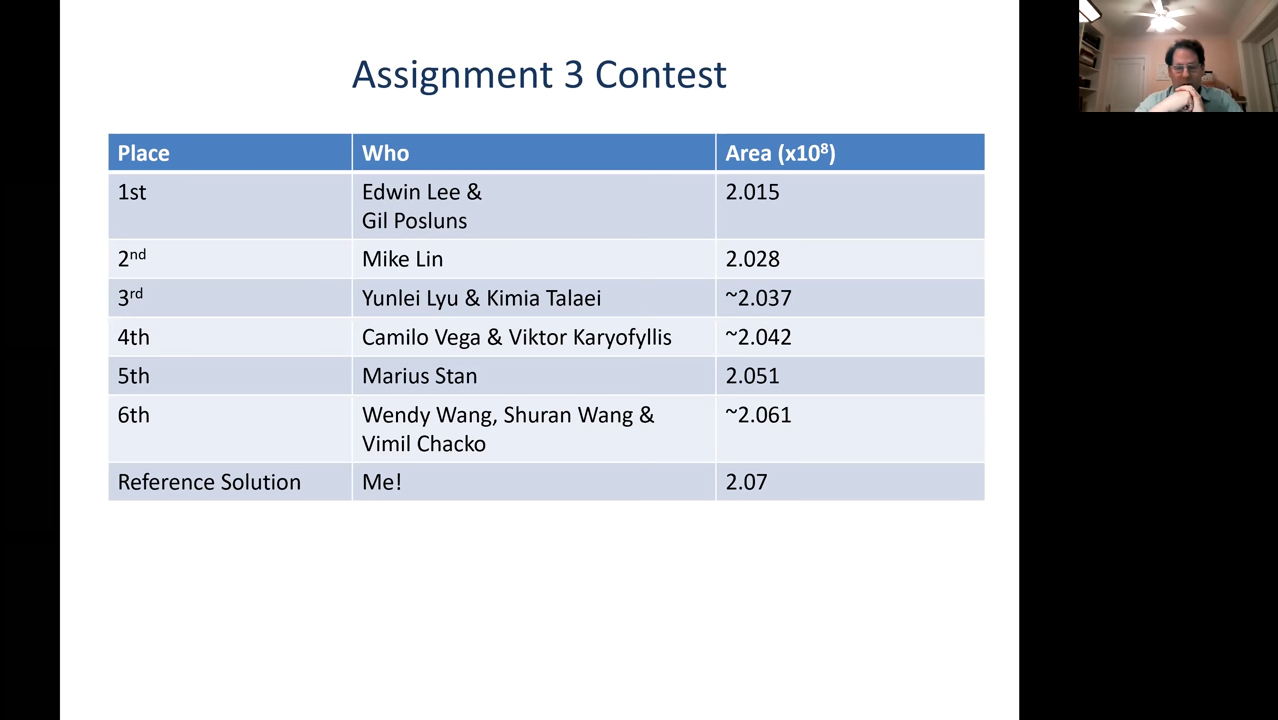 Assignment 3 Contest
Place Who Area (x10⁸)
1st Edwin Lee & 2.015
Gil Posluns
2ⁿᵈ Mike Lin 2.028
3ʳᵈ Yunlei Lyu & Kimia Talaei ~2.037
4th Camilo Vega & Viktor Karyofyllis ~2.042
5th Marius Stan 2.051
6th Wendy Wang, Shuran Wang & ~2.061
Vimil Chacko
Reference Solution Me! 2.07